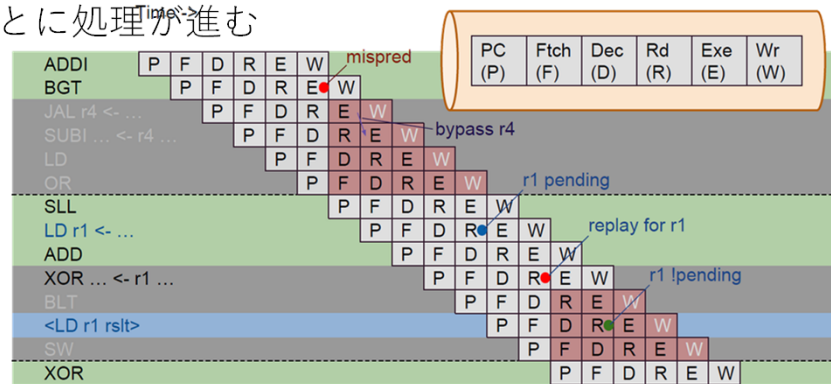 とに処理が進む
Time ->
PC (P) Ftch (F) Dec (D) Rd (R) Exe (E) Wr (W)
ADDI P F D R E W mispred
BGT P F D R E W
JAL r4 <- ... P F D R E W
SUBI ... <- r4 ... P F D R E W bypass r4
LD P F D R E W
OR P F D R E W r1 pending
SLL P F D R E W
LD r1 <- ... P F D R E W replay for r1
ADD P F D R E W
XOR ... <- r1 ... P F D R E W r1 !pending
BLT P F D R E W
<LD r1 rslt> P F D R E W
SW P F D R E W
XOR P F D R E W